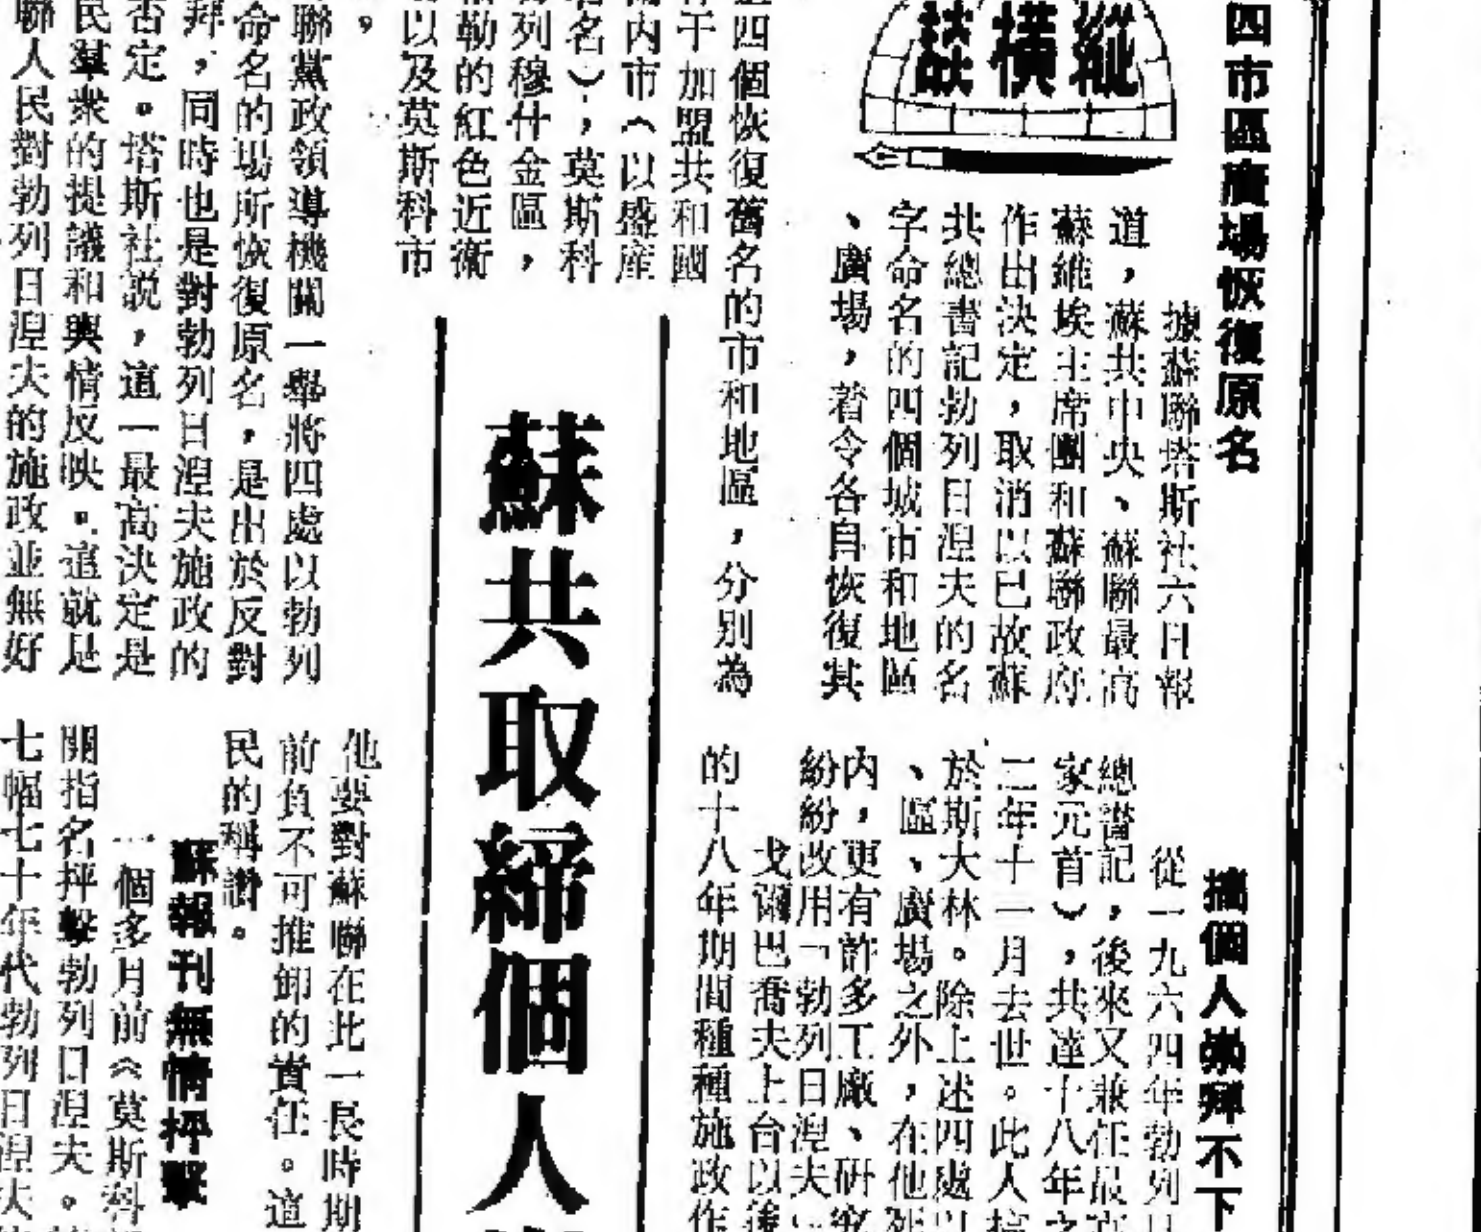 縱橫談
四市區廣場恢復原名
據蘇聯塔斯社六日報
道，蘇共中央、蘇聯最高
蘇維埃主席團和蘇聯政府
作出決定，取消以已故蘇
共總書記勃列日涅夫的名
字命名的四個城市和地區
、廣場，着令各自恢復其
四個恢復舊名的市和地區，分別為
干加盟共和國
內市（以盛産
名）；莫斯科
列穆什金區，
勒的紅色近衛
以及莫斯科市
。
蘇共取締個人
聯黨政領導機關一舉將四處以勃列
命名的場所恢復原名，是出於反對
拜，同時也是對勃列日涅夫施政的
否定。塔斯社説，這一最高決定是
民羣衆的提議和輿情反映。這就是
聯人民對勃列日涅夫的施政並無好
搞個人崇拜不下
從一九六四年勃列日
總書記，後來又兼任最高
家元首），共達十八年之
二年十一月去世。此人
於斯大林。除上述四處以
、區、廣場之外，在他死
內，更有許多工廠、研究
紛紛改用「勃列日涅夫」
戈爾巴喬夫上台以後
的十八年期間種種施政作
他要對蘇聯在此一長時期
前負不可推卸的責任。這
民的稱讚。
蘇報刊無情抨擊
一個多月前《莫斯科
開指名抨擊勃列日涅夫。
七幅七十年代勃列日涅夫